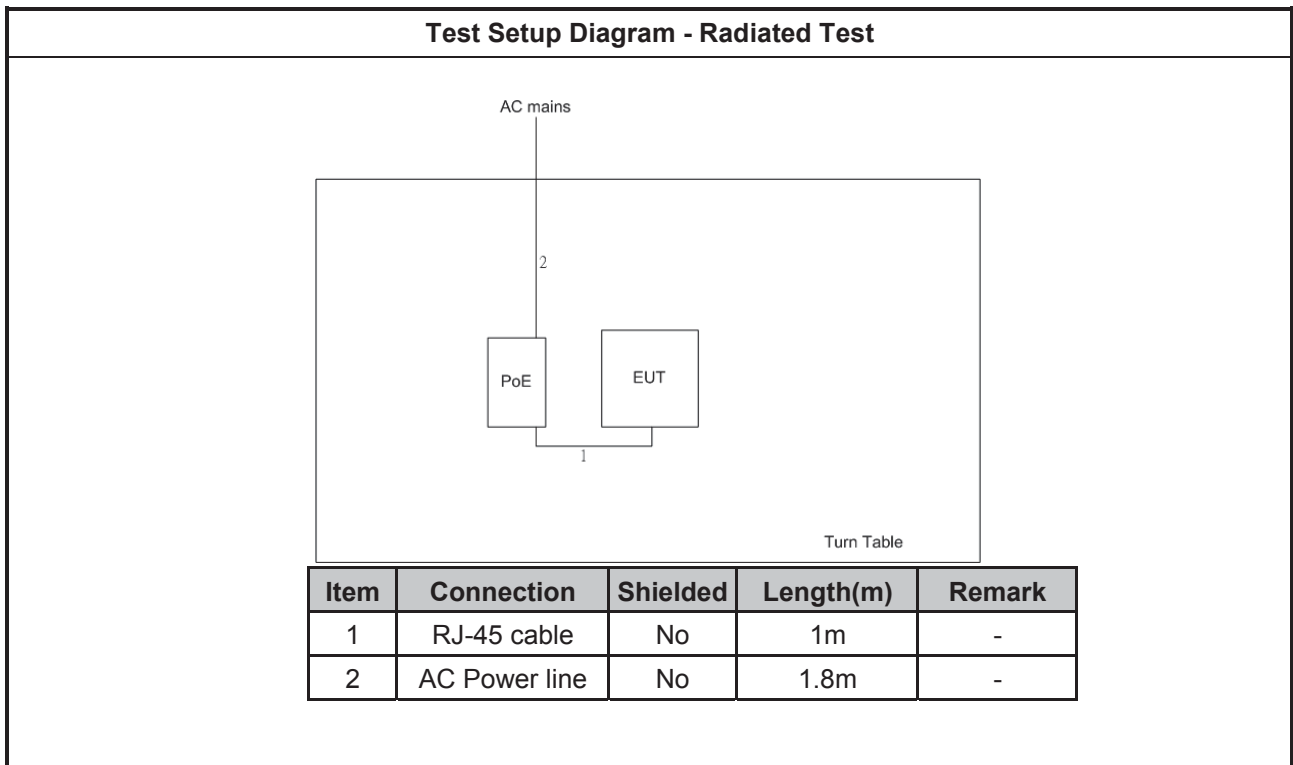 Test Setup Diagram - Radiated Test
AC mains
2
PoE
EUT
1
Turn Table
Item Connection Shielded Length(m) Remark
1 RJ-45 cable No 1m -
2 AC Power line No 1.8m -